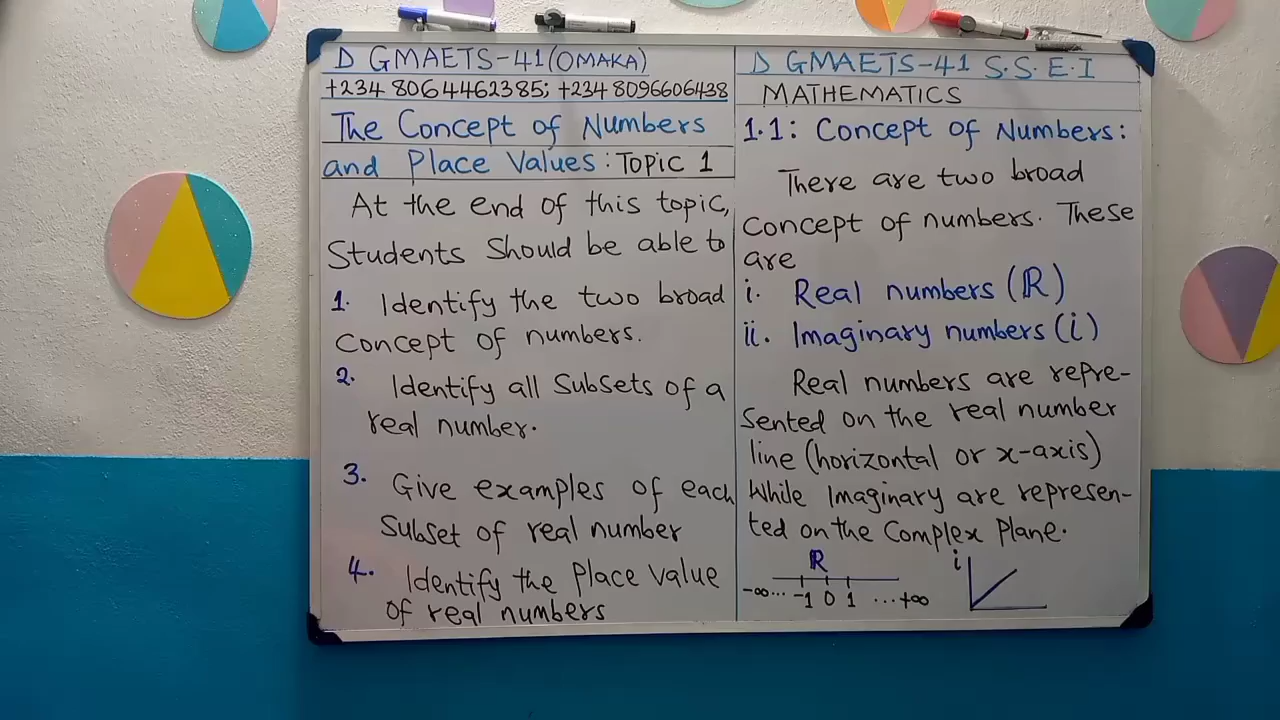 D GMAETS-41(OMAKA)
+234 8064462385; +234 8096606438
The Concept of Numbers
and Place Values: Topic 1
At the end of this topic,
Students Should be able to
1. Identify the two broad
Concept of numbers.
2. Identify all Subsets of a
real number.
3. Give examples of each
Subset of real number
4. Identify the Place Value
of real numbers
D GMAETS-41 S.S.E.I
MATHEMATICS
1.1: Concept of Numbers:
There are two broad
Concept of numbers. These
are
i. Real numbers (ℝ)
ii. Imaginary numbers (i)
Real numbers are repre-
sented on the real number
line (horizontal or x-axis)
While Imaginary are represen-
ted on the Complex Plane.
ℝ
-∞... -1 0 1 ...+∞
i